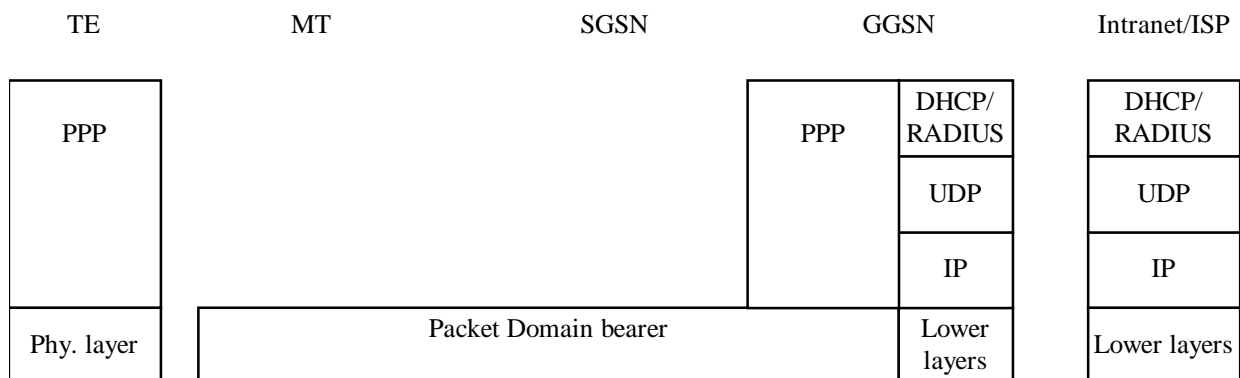 TE MT SGSN GGSN Intranet/ISP
PPP
PPP
DHCP/
RADIUS
DHCP/
RADIUS
UDP
UDP
IP
IP
Phy. layer
Packet Domain bearer
Lower
layers
Lower layers